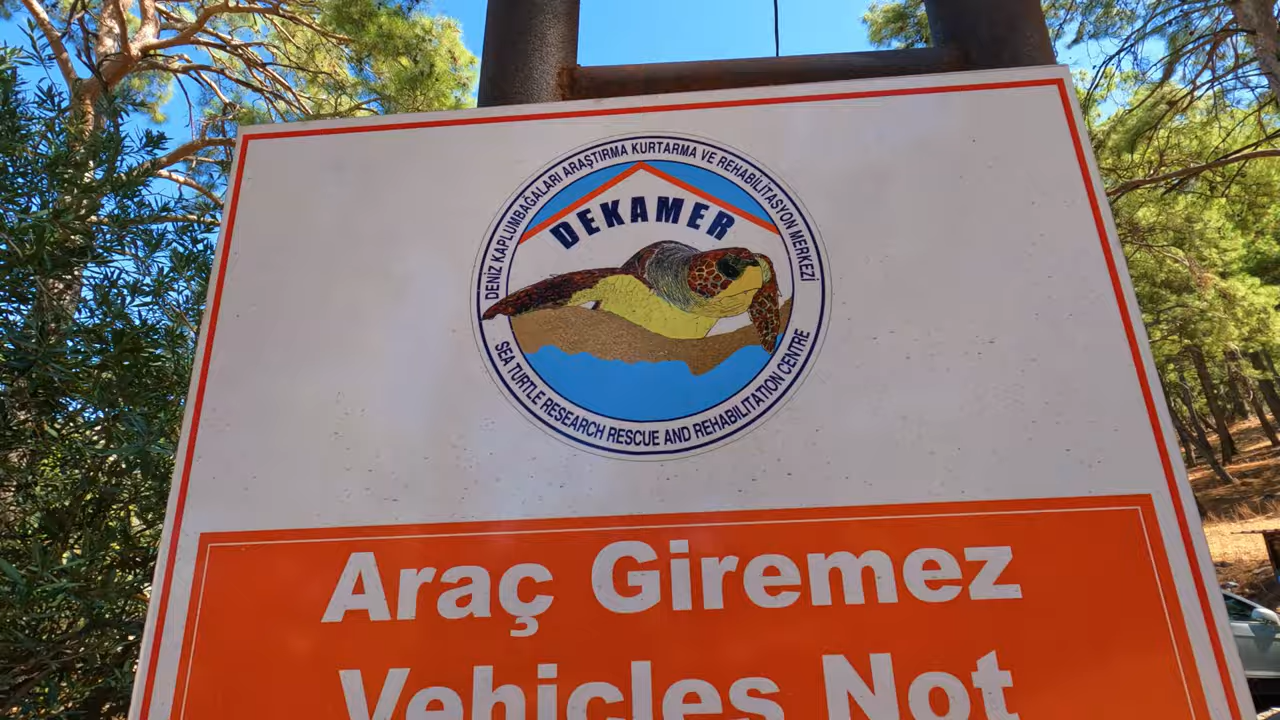 DENİZ KAPLUMBAĞALARI ARAŞTIRMA KURTARMA VE REHABİLİTASYON MERKEZİ
DEKAMER
SEA TURTLE RESEARCH RESCUE AND REHABILITATION CENTRE
Araç Giremez
Vehicles Not